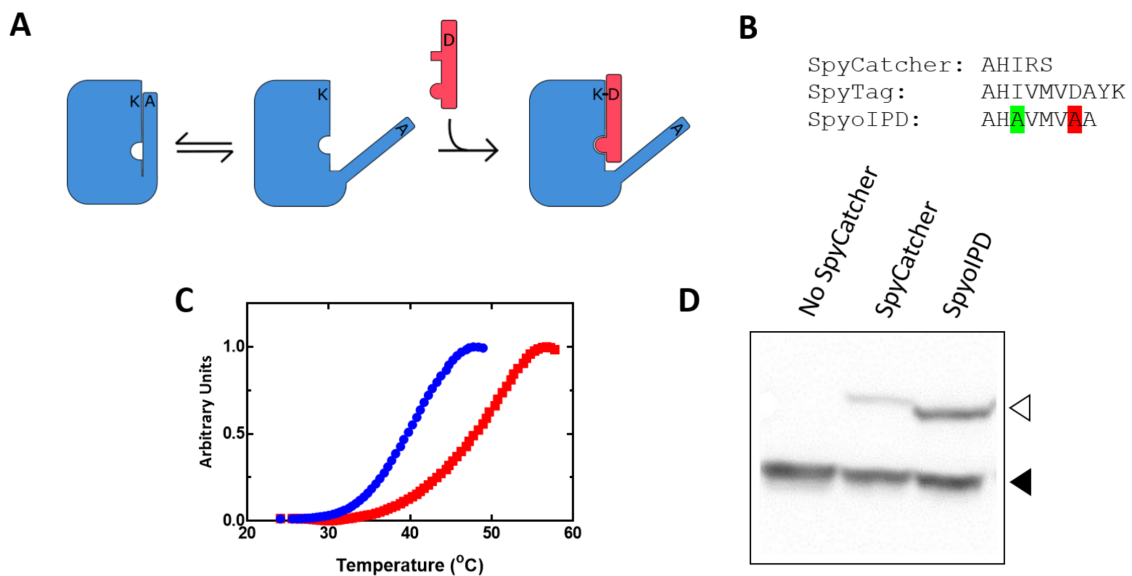 A
K A
K
A
D
K-D
A
B
SpyCatcher: AHIRS
SpyTag: AHIVMVDAYK
SpyoIPD: AHAVMVAA
C
Arbitrary Units
1.0
0.5
0.0
20 30 40 50 60
Temperature (°C)
D
No SpyCatcher
SpyCatcher
SpyoIPD